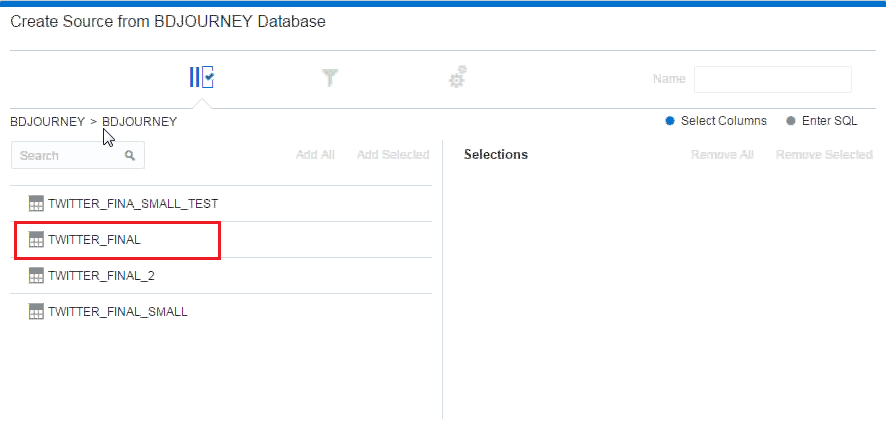 Create Source from BDJOURNEY Database
Name
BDJOURNEY > BDJOURNEY
Select Columns
Enter SQL
Search
Add All
Add Selected
Selections
Remove All
Remove Selected
TWITTER_FINA_SMALL_TEST
TWITTER_FINAL
TWITTER_FINAL_2
TWITTER_FINAL_SMALL